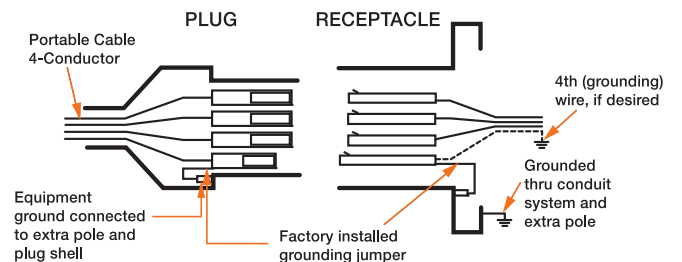 PLUG
RECEPTACLE
Portable Cable
4-Conductor
4th (grounding)
wire, if desired
Equipment
ground connected
to extra pole and
plug shell
Factory installed
grounding jumper
Grounded
thru conduit
system and
extra pole